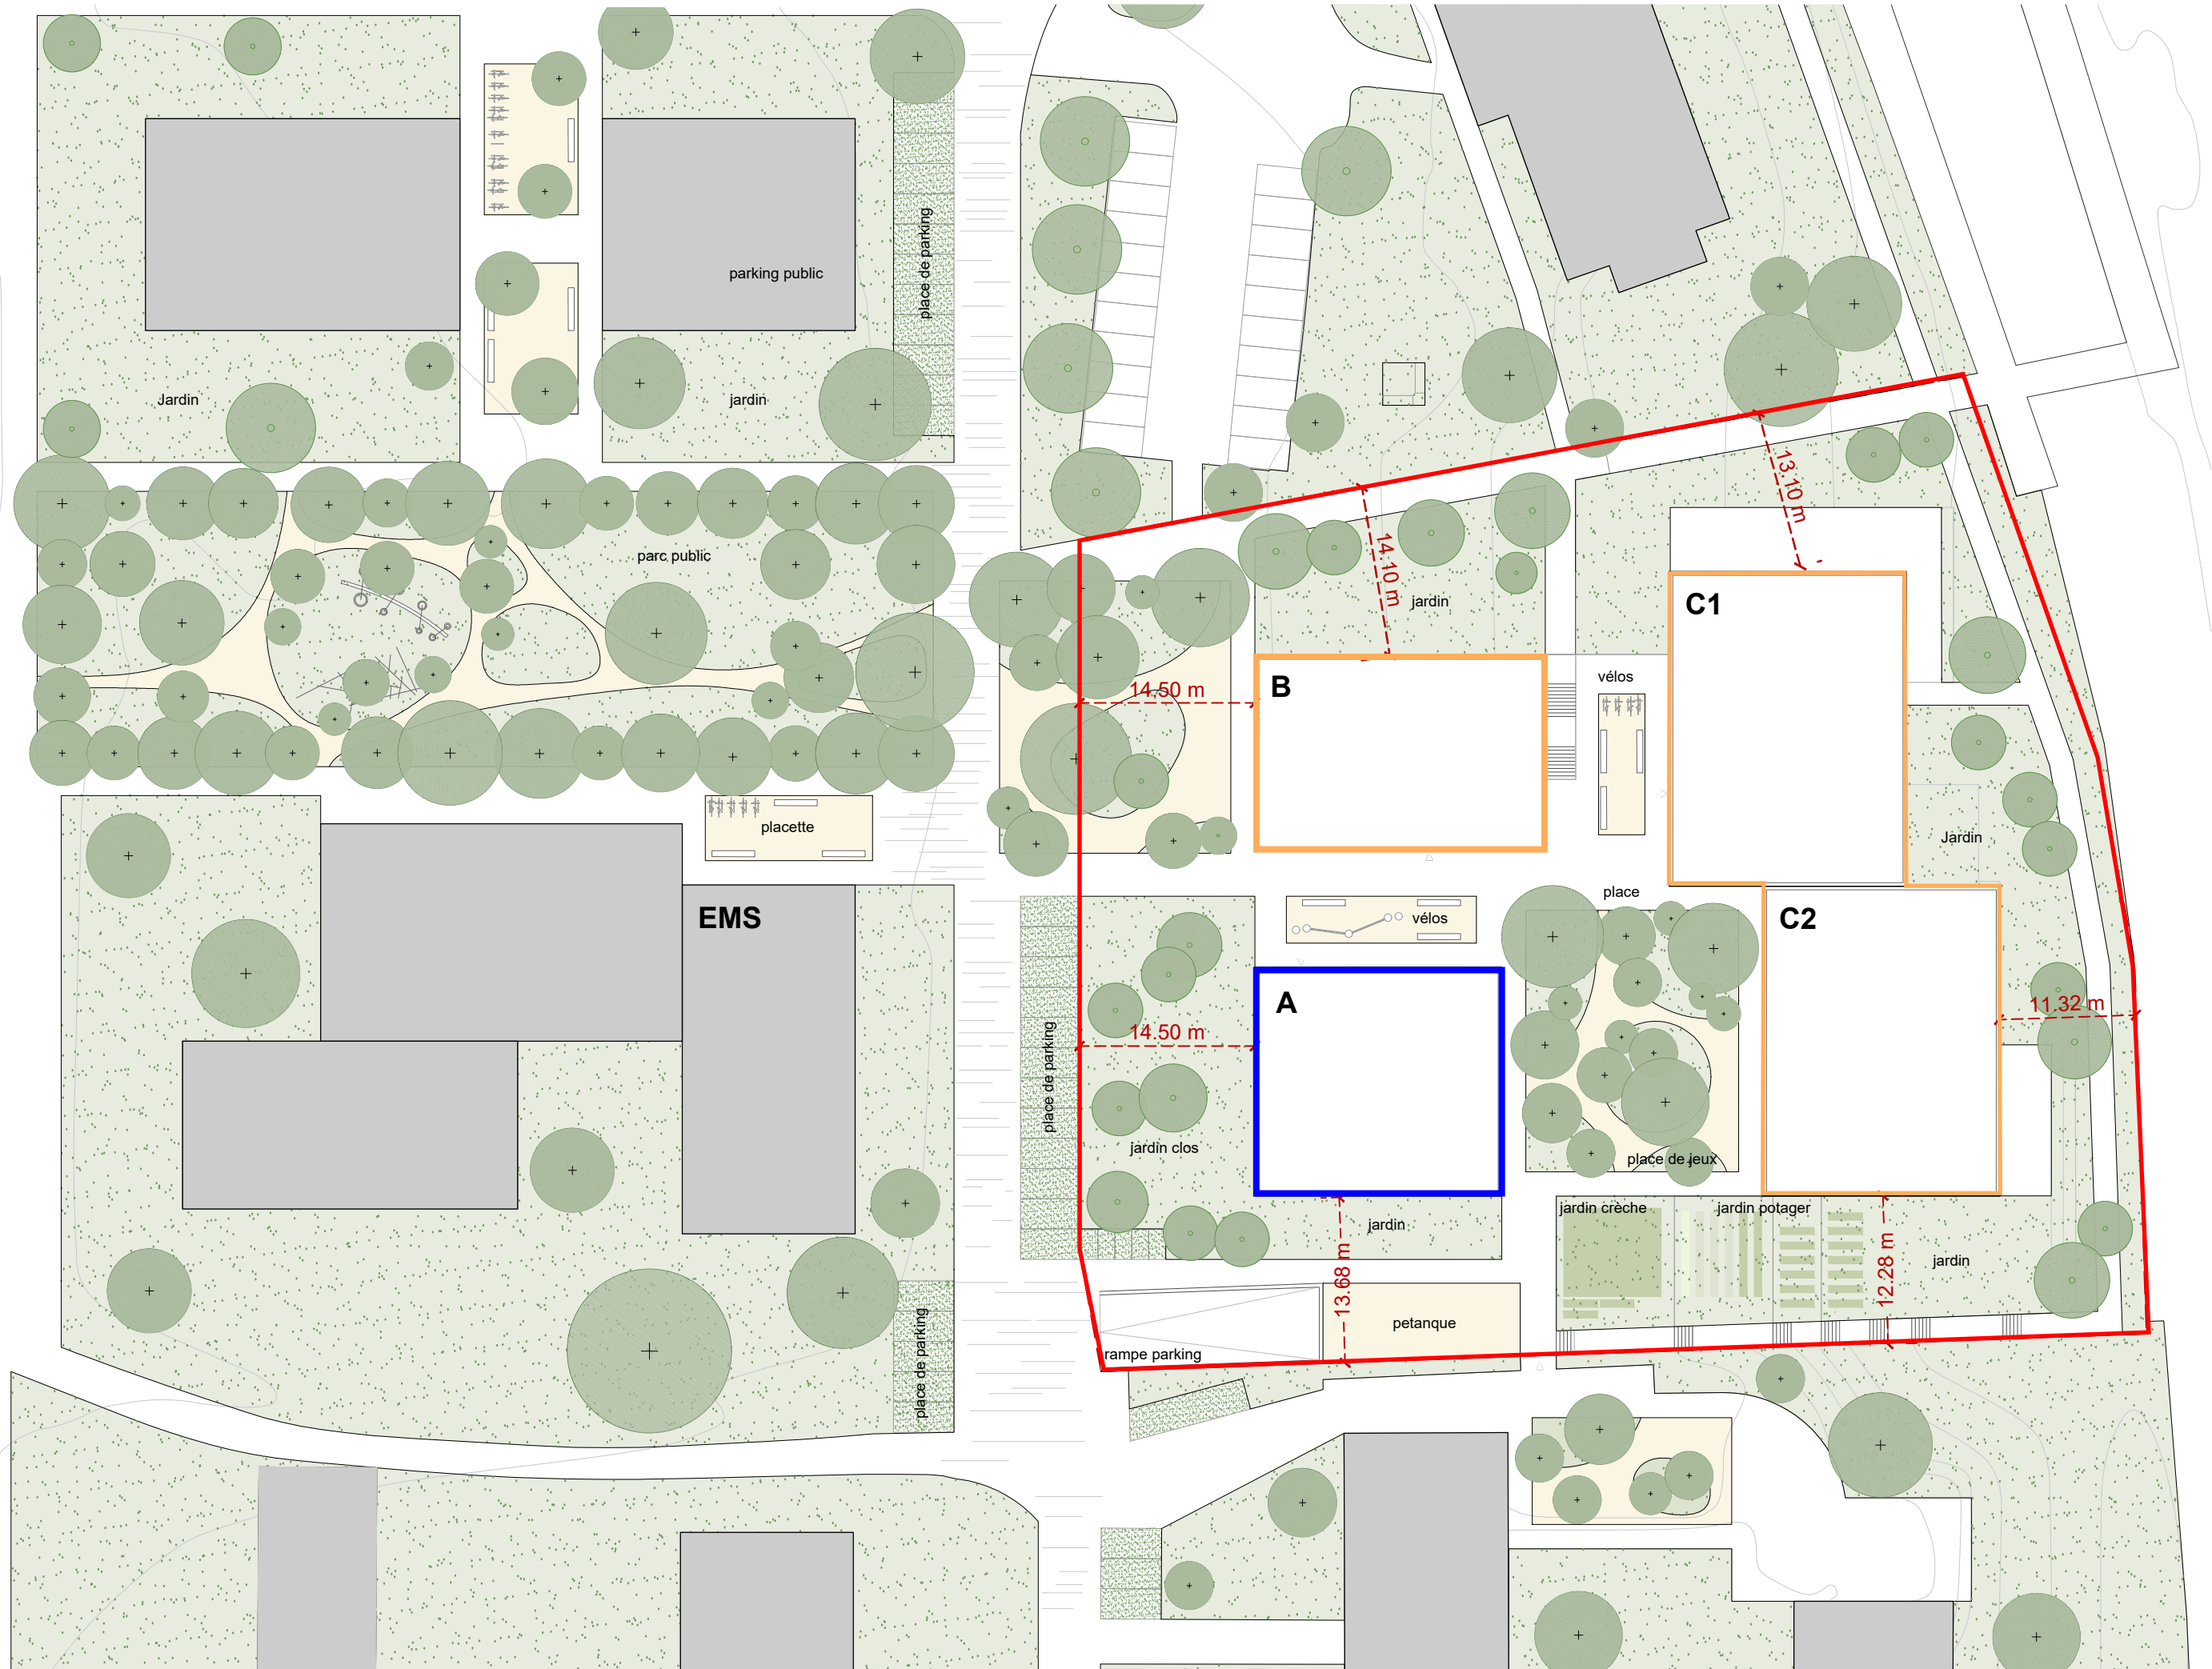 place de parking
parking public
Jardin
jardin
13.10 m
14.10 m
parc public
jardin
C1
vélos
B
14.50 m
placette
Jardin
place
EMS
vélos
C2
A
14.50 m
11.32 m
place de parking
jardin clos
place de jeux
jardin crèche
jardin potager
jardin
jardin
13.68 m
12.28 m
petanque
rampe parking
place de parking